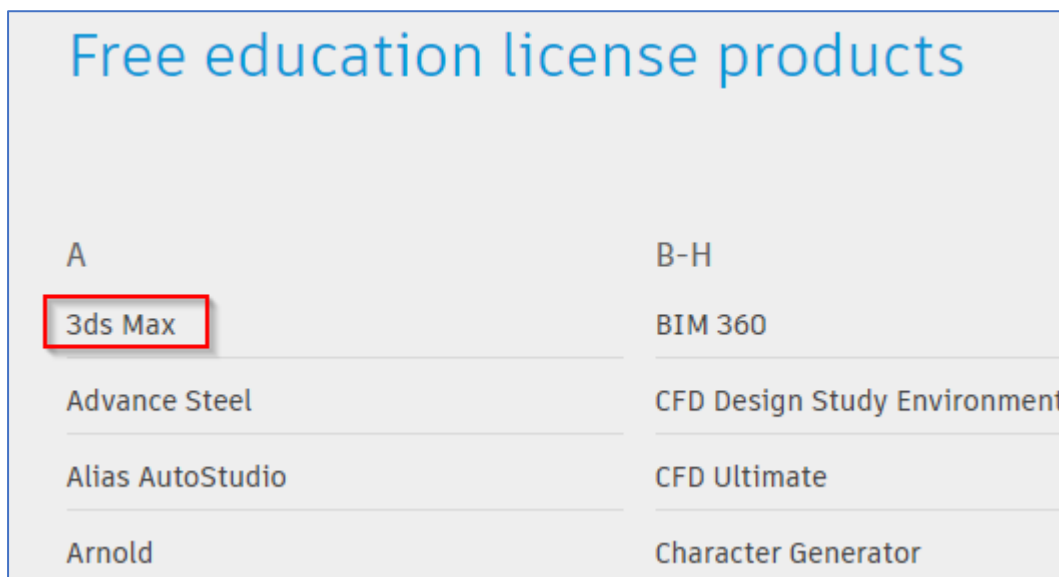 Free education license products
A
3ds Max
Advance Steel
Alias AutoStudio
Arnold
B-H
BIM 360
CFD Design Study Environment
CFD Ultimate
Character Generator